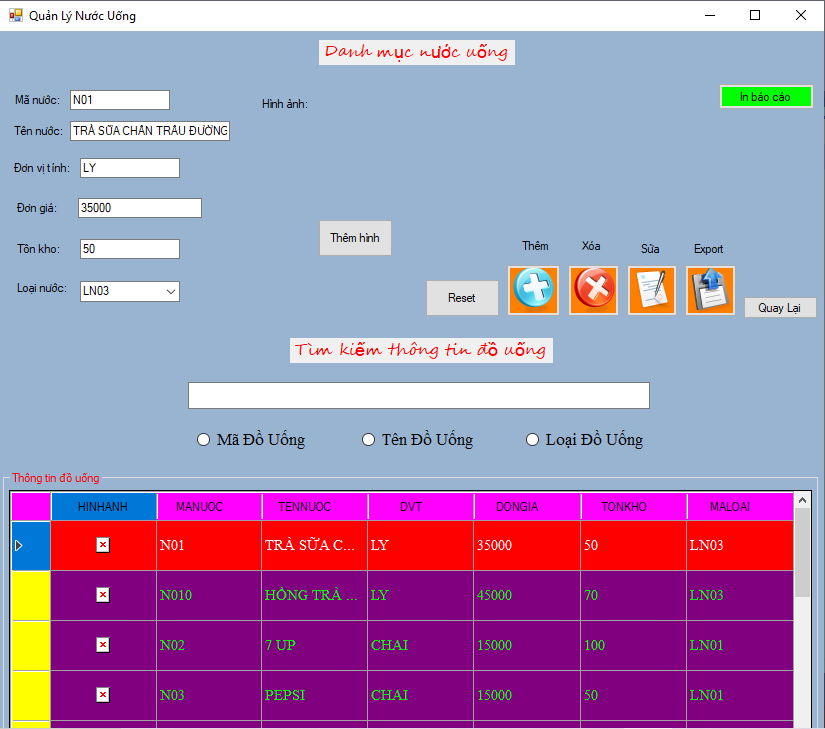 Quản Lý Nước Uống
Danh mục nước uống
Mã nước: N01
Hình ảnh:
In báo cáo
Tên nước: TRÀ SỮA CHÂN TRÂU ĐƯỜNG
Đơn vị tính: LY
Đơn giá: 35000
Thêm hình
Tồn kho: 50
Thêm Xóa Sửa Export
Loại nước: LN03
Reset
Quay Lại
Tìm kiếm thông tin đồ uống
Mã Đồ Uống Tên Đồ Uống Loại Đồ Uống
Thông tin đồ uống
HINHANH MANUOC TENNUOC DVT DONGIA TONKHO MALOAI
N01 TRÀ SỮA C... LY 35000 50 LN03
N010 HỒNG TRÀ ... LY 45000 70 LN03
N02 7 UP CHAI 15000 100 LN01
N03 PEPSI CHAI 15000 50 LN01